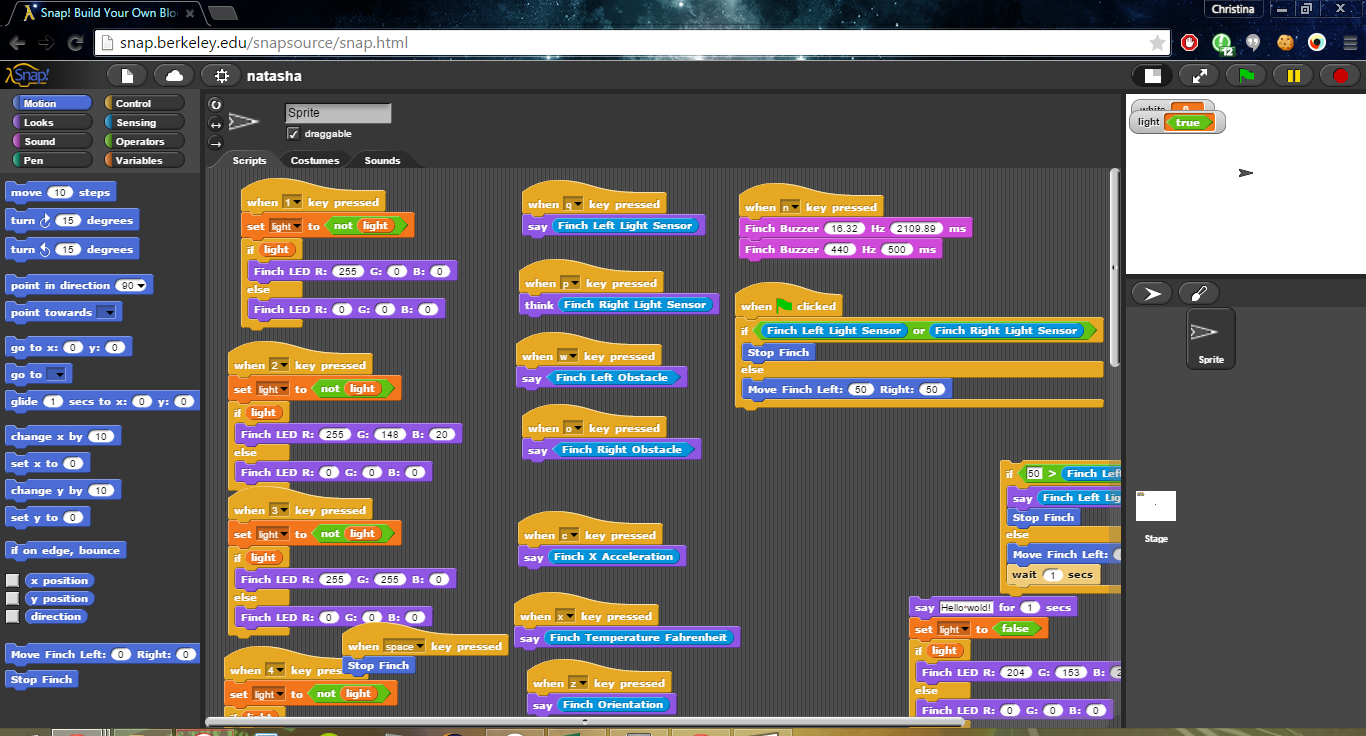 Snap! Build Your Own Blo
Christina
snap.berkeley.edu/snapsource/snap.html
12
Snap!
natasha
Motion
Control
Looks
Sensing
Sound
Operators
Pen
Variables
move 10 steps
turn 15 degrees
turn 15 degrees
point in direction 90
point towards
go to x: 0 y: 0
go to
glide 1 secs to x: 0 y: 0
change x by 10
set x to 0
change y by 10
set y to 0
if on edge, bounce
x position
y position
direction
Move Finch Left: 0 Right: 0
Stop Finch
Sprite
draggable
Scripts Costumes Sounds
when 1 key pressed
set light to not light
if light
Finch LED R: 255 G: 0 B: 0
else
Finch LED R: 0 G: 0 B: 0
when 2 key pressed
set light to not light
if light
Finch LED R: 255 G: 148 B: 20
else
Finch LED R: 0 G: 0 B: 0
when 3 key pressed
set light to not light
if light
Finch LED R: 255 G: 255 B: 0
else
Finch LED R: 0 G: 0 B: 0
when space key pressed
Stop Finch
when 4 key pres
set light to not light
if light
when q key pressed
say Finch Left Light Sensor
when p key pressed
think Finch Right Light Sensor
when w key pressed
say Finch Left Obstacle
when o key pressed
say Finch Right Obstacle
when c key pressed
say Finch X Acceleration
when x key pressed
say Finch Temperature Fahrenheit
when z key pressed
say Finch Orientation
when n key pressed
Finch Buzzer 16.32 Hz 2109.89 ms
Finch Buzzer 440 Hz 500 ms
when clicked
if Finch Left Light Sensor or Finch Right Light Sensor
Stop Finch
else
Move Finch Left: 50 Right: 50
if 50 > Finch Left
say Finch Left Lig
Stop Finch
else
Move Finch Left:
wait 1 secs
say Hello wold! for 1 secs
set light to false
if light
Finch LED R: 204 G: 153 B: 2
else
Finch LED R: 0 G: 0 B: 0
white 0
light true
Sprite
Stage